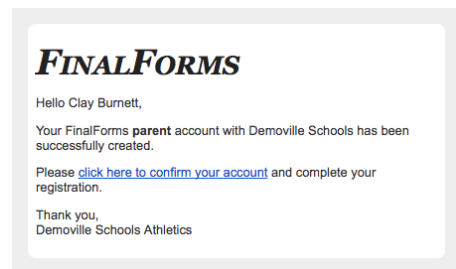 FINALFORMS
Hello Clay Burnett,
Your FinalForms parent account with Demoville Schools has been
successfully created.
Please click here to confirm your account and complete your
registration.
Thank you,
Demoville Schools Athletics